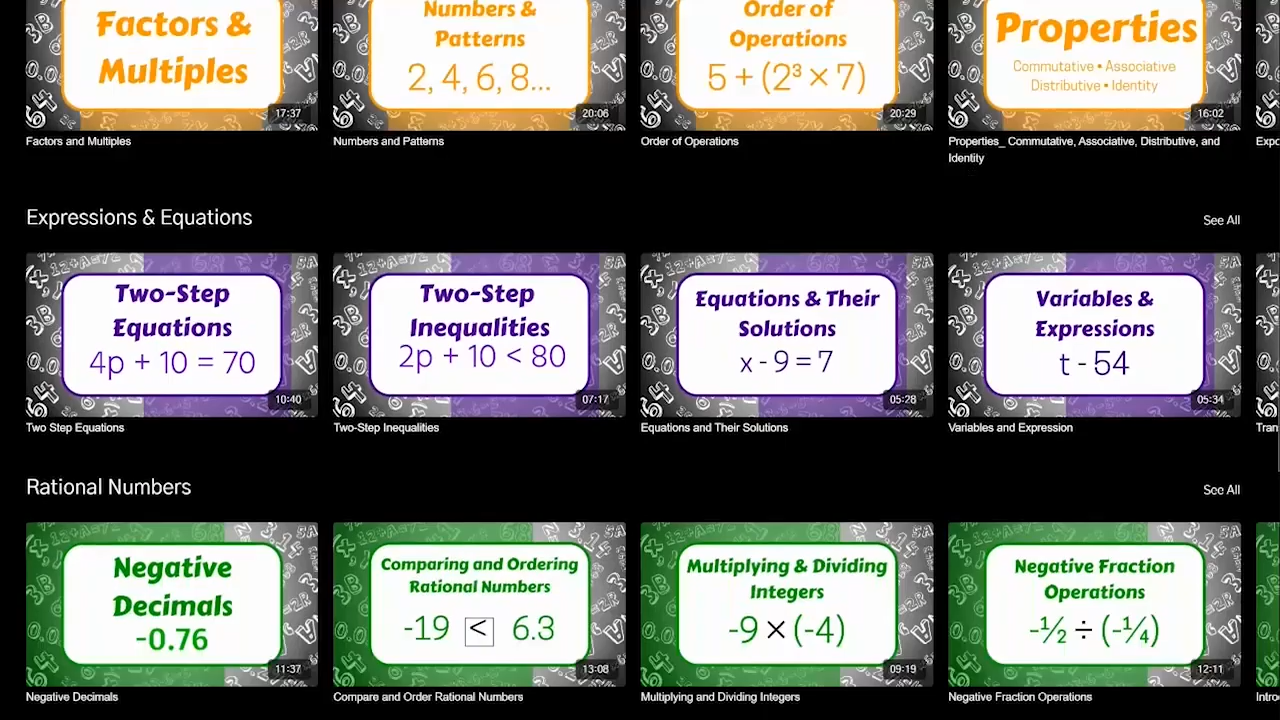 Factors &
Multiples
17:37
Factors and Multiples
Numbers &
Patterns
2, 4, 6, 8...
20:06
Numbers and Patterns
Order of
Operations
5 + (2³ × 7)
20:29
Order of Operations
Properties
Commutative • Associative
Distributive • Identity
16:02
Properties_ Commutative, Associative, Distributive, and
Identity
Expressions & Equations
See All
Two-Step
Equations
4p + 10 = 70
10:40
Two Step Equations
Two-Step
Inequalities
2p + 10 < 80
07:17
Two-Step Inequalities
Equations & Their
Solutions
x - 9 = 7
05:28
Equations and Their Solutions
Variables &
Expressions
t - 54
05:34
Variables and Expression
Rational Numbers
See All
Negative
Decimals
-0.76
11:37
Negative Decimals
Comparing and Ordering
Rational Numbers
-19 < 6.3
13:08
Compare and Order Rational Numbers
Multiplying & Dividing
Integers
-9 × (-4)
09:19
Multiplying and Dividing Integers
Negative Fraction
Operations
-½ ÷ (-¼)
12:11
Negative Fraction Operations